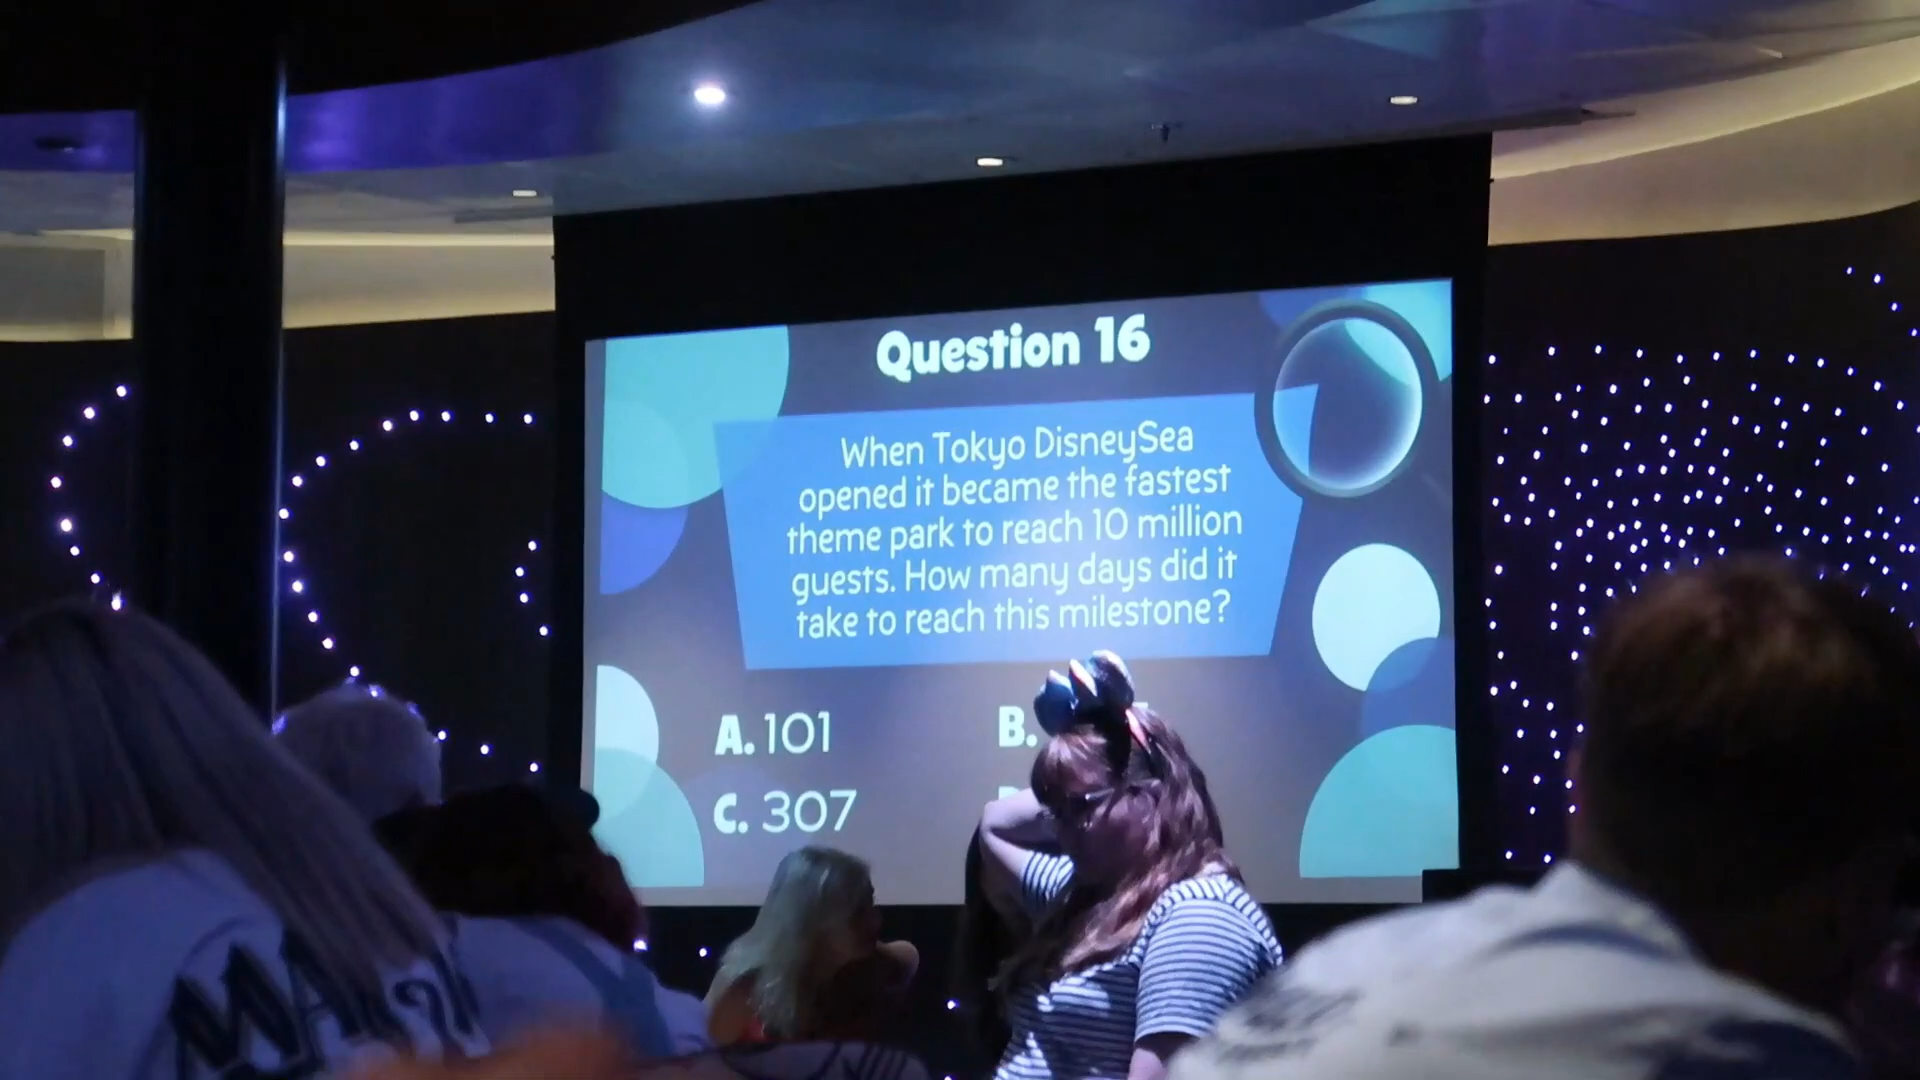 Question 16
When Tokyo DisneySea
opened it became the fastest
theme park to reach 10 million
guests. How many days did it
take to reach this milestone?
A. 101
B.
C. 307